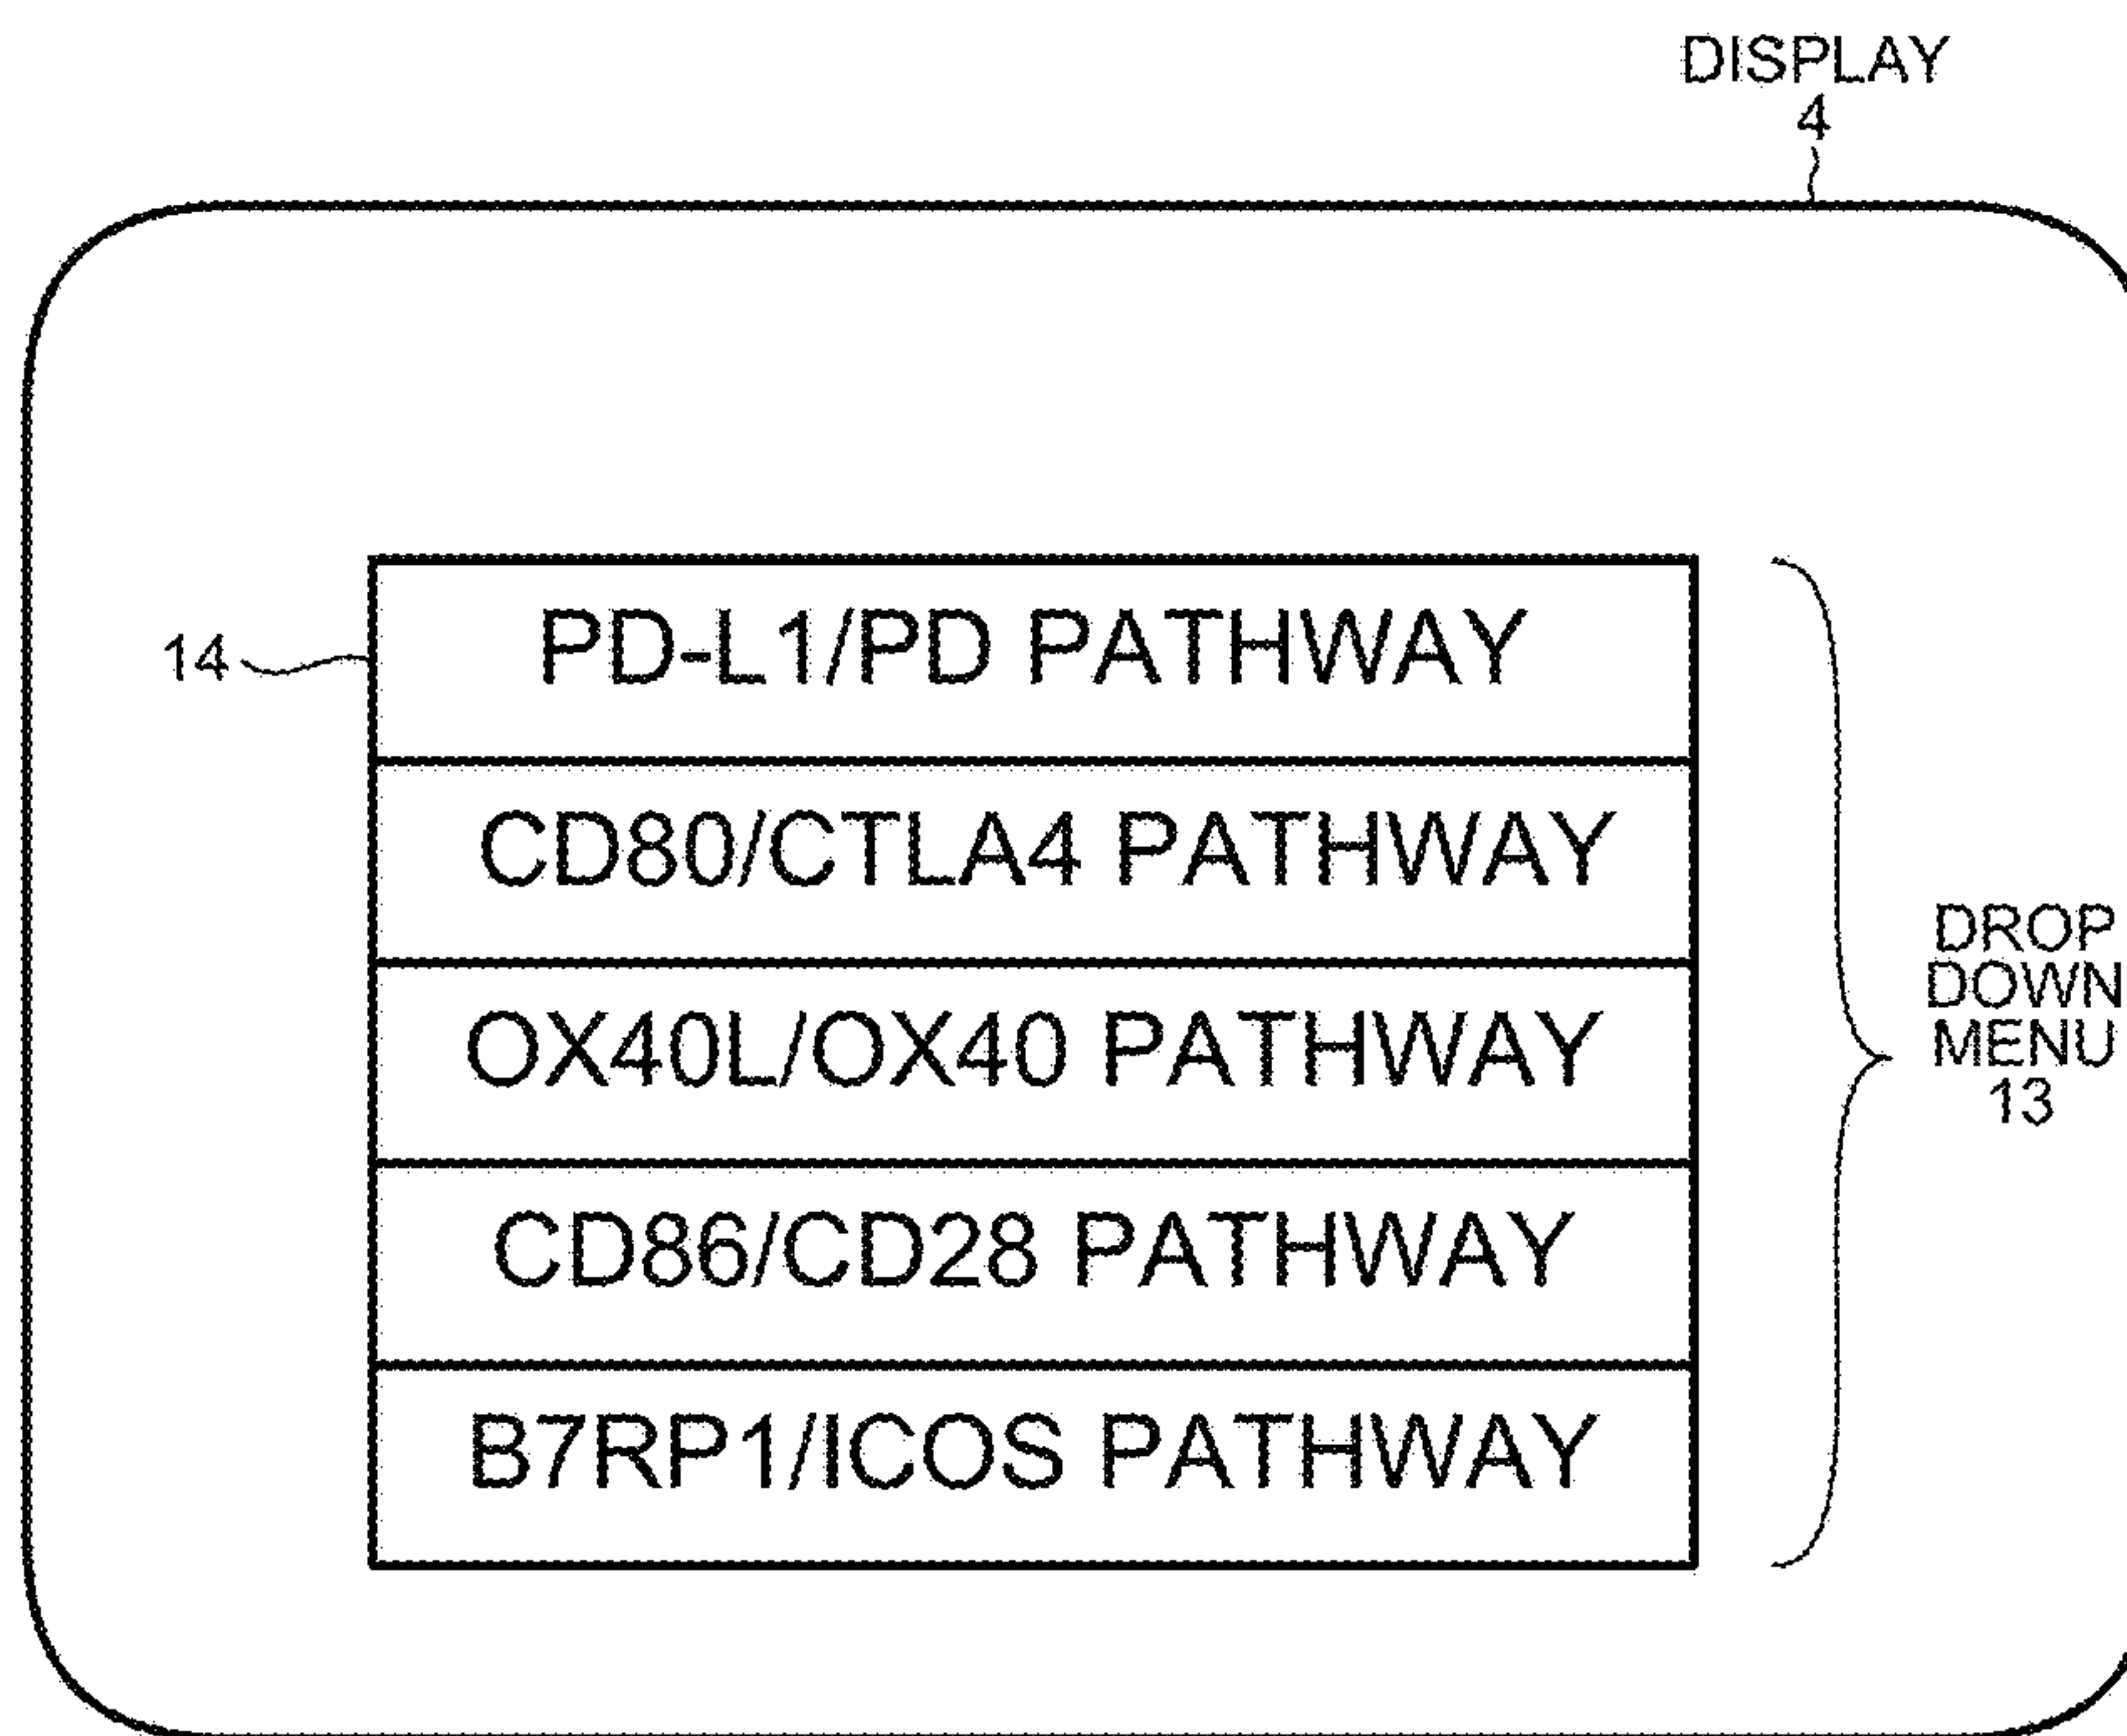 DISPLAY
4
14
PD-L1/PD PATHWAY
CD80/CTLA4 PATHWAY
OX40L/OX40 PATHWAY
CD86/CD28 PATHWAY
B7RP1/ICOS PATHWAY
DROP
DOWN
MENU
13